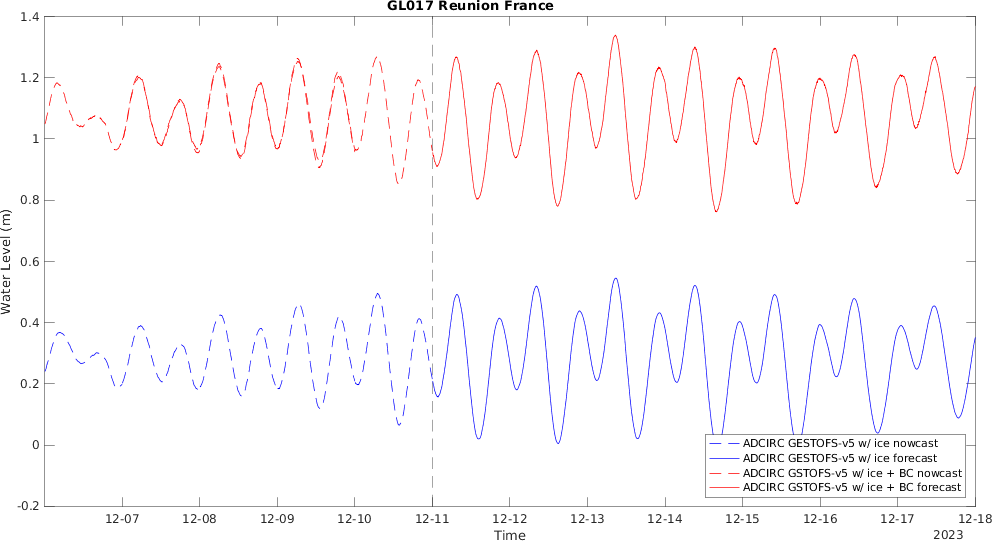 GL017 Reunion France
1.4
1.2
1
0.8
0.6
0.4
0.2
0
-0.2
Water Level (m)
ADCIRC GESTOFS-v5 w/ ice nowcast
ADCIRC GESTOFS-v5 w/ ice forecast
ADCIRC GSTOFS-v5 w/ ice + BC nowcast
ADCIRC GSTOFS-v5 w/ ice + BC forecast
12-07 12-08 12-09 12-10 12-11 12-12 12-13 12-14 12-15 12-16 12-17 12-18
Time
2023